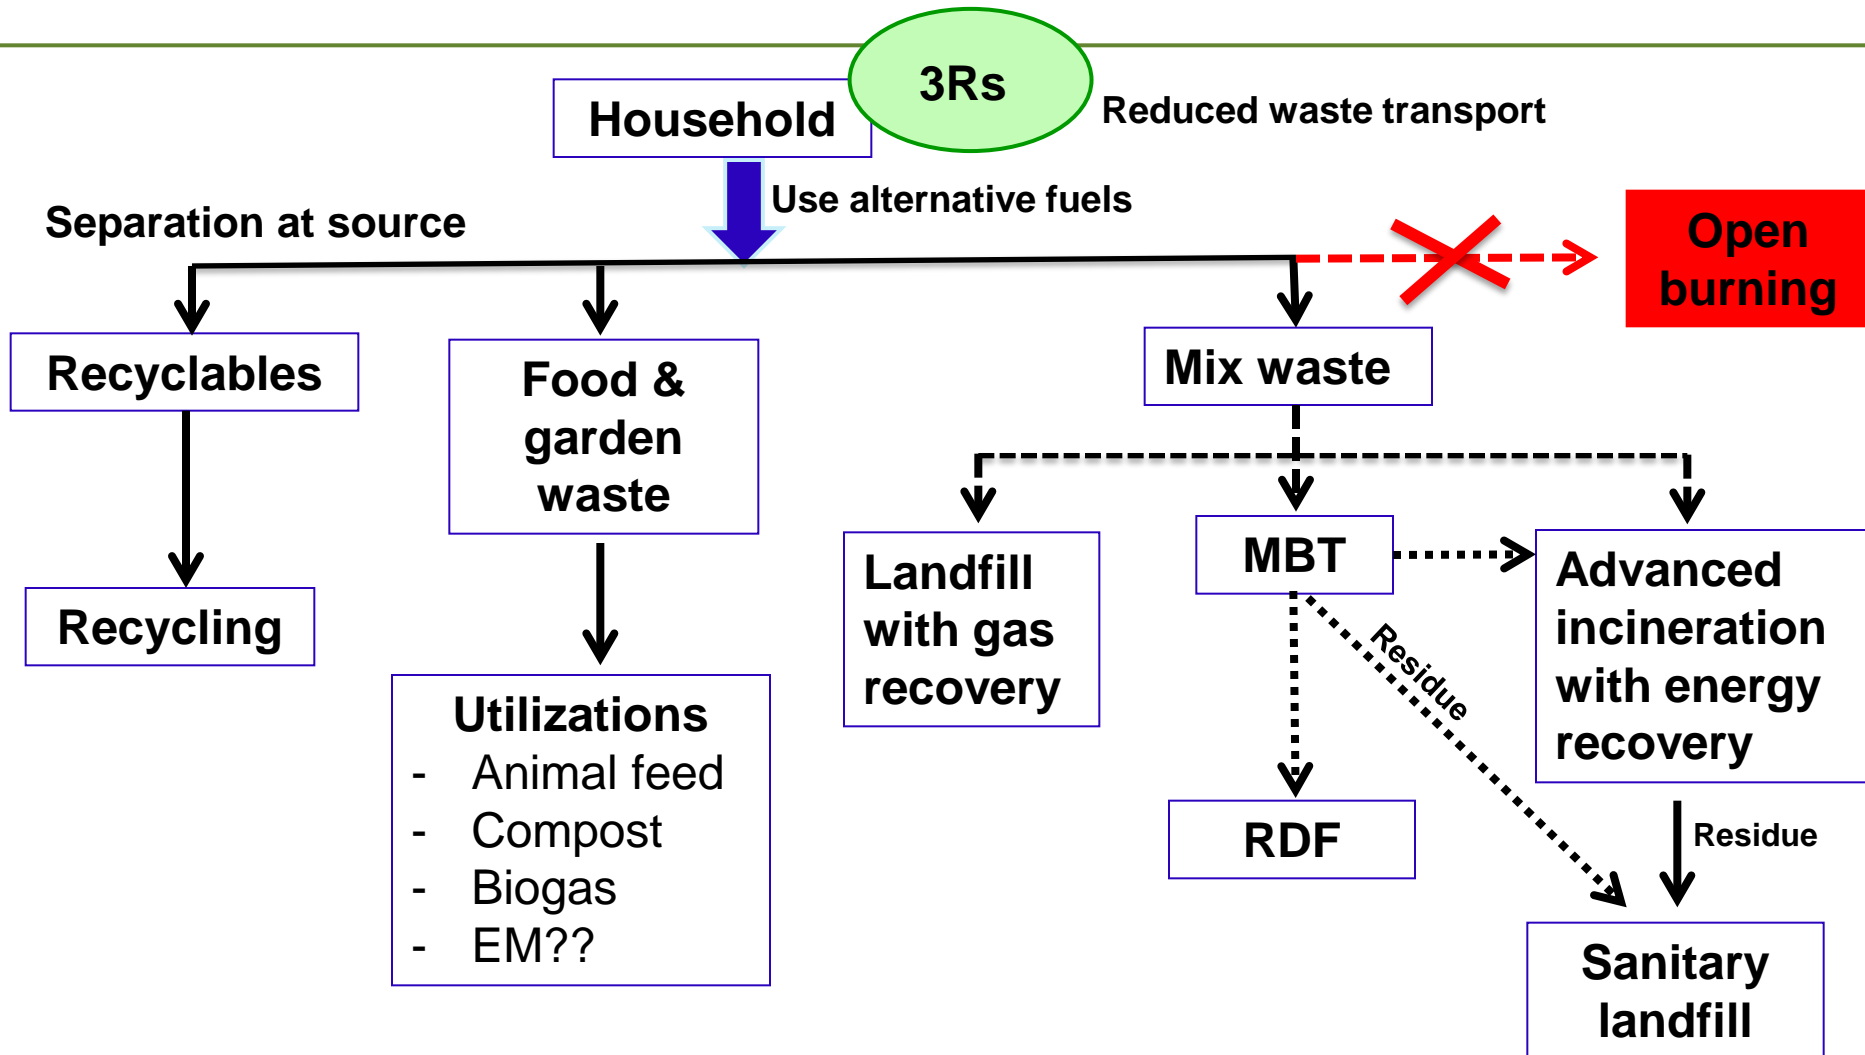 3Rs
Household
Reduced waste transport
Use alternative fuels
Separation at source
Open
burning
Recyclables
Food &
garden
waste
Mix waste
Recycling
Landfill
with gas
recovery
MBT
Advanced
incineration
with energy
recovery
Residue
Utilizations
- Animal feed
- Compost
- Biogas
- EM??
RDF
Residue
Sanitary
landfill